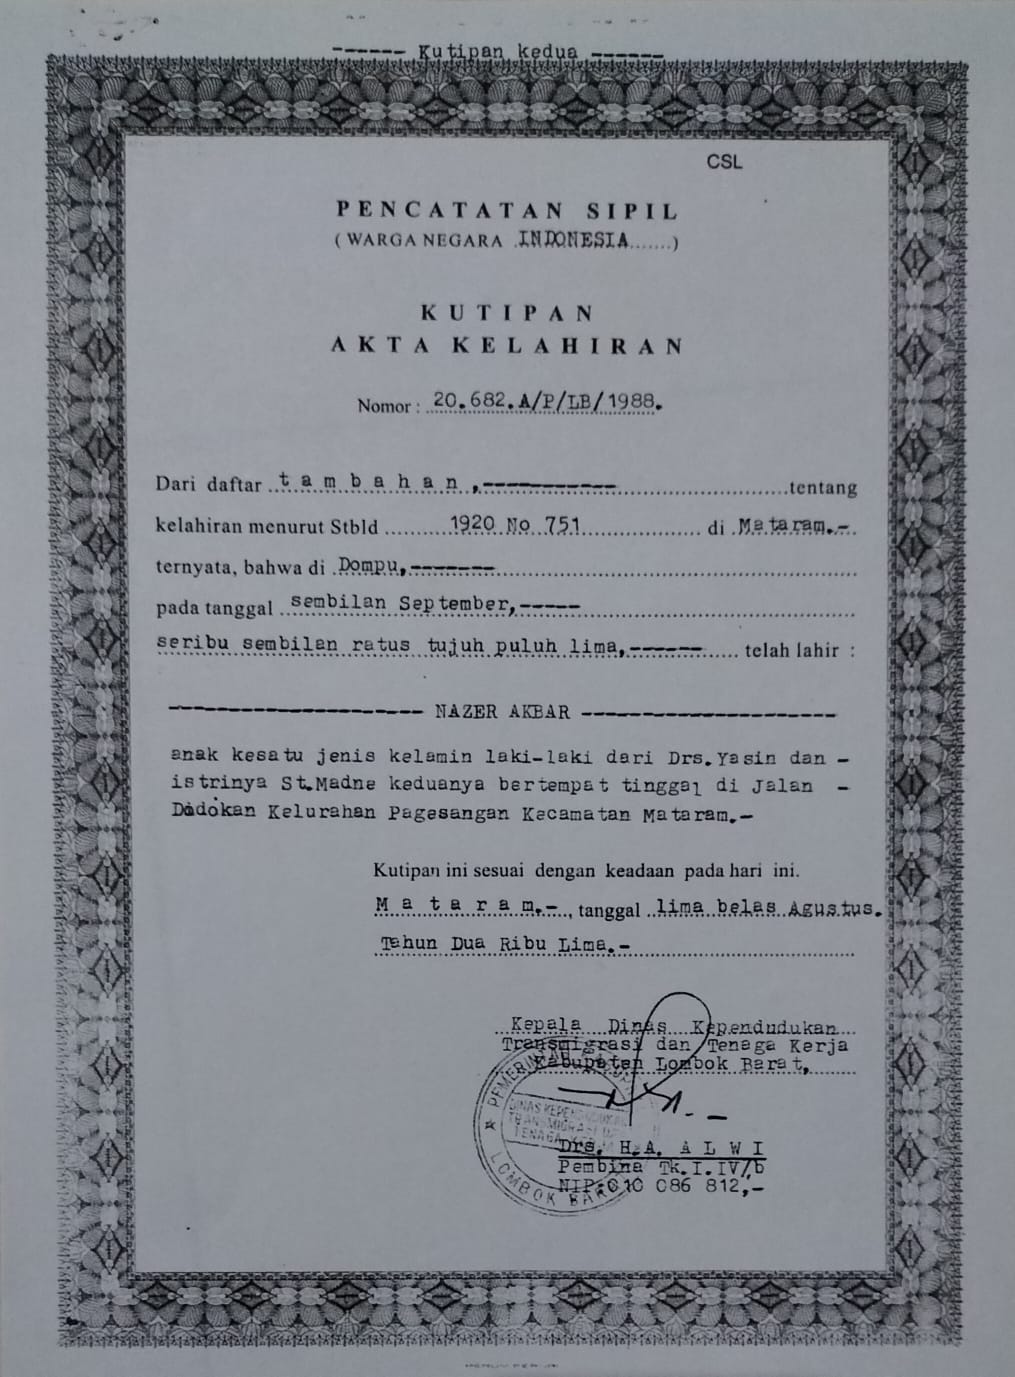 ------ Kutipan kedua ------
CSL
PENCATATAN SIPIL
( WARGA NEGARA .INDONESIA.......)
KUTIPAN
AKTA KELAHIRAN
Nomor : 20.682.A/P/LB/1988.
Dari daftar t a m b a h a n ,----------- tentang
kelahiran menurut Stbld 1920 No 751 di Mataram.-
ternyata, bahwa di Dompu,-------
pada tanggal sembilan September,-----
seribu sembilan ratus tujuh puluh lima,------- telah lahir :
--------------------- NAZER AKBAR ---------------------
anak kesatu jenis kelamin laki-laki dari Drs.Yasin dan -
istrinya St.Madne keduanya bertempat tinggal di Jalan -
Dadokan Kelurahan Pagesangan Kecamatan Mataram.-
Kutipan ini sesuai dengan keadaan pada hari ini.
M a t a r a m.-, tanggal lima belas Agustus.
Tahun Dua Ribu Lima.-
Kepala Dinas Kependudukan
Transmigrasi dan Tenaga Kerja
Kabupaten Lombok Barat,
Drs. H.A. A L W I
Pembina Tk.I.IV/b
NIP:010 086 812,-
LOMBOK BARAT